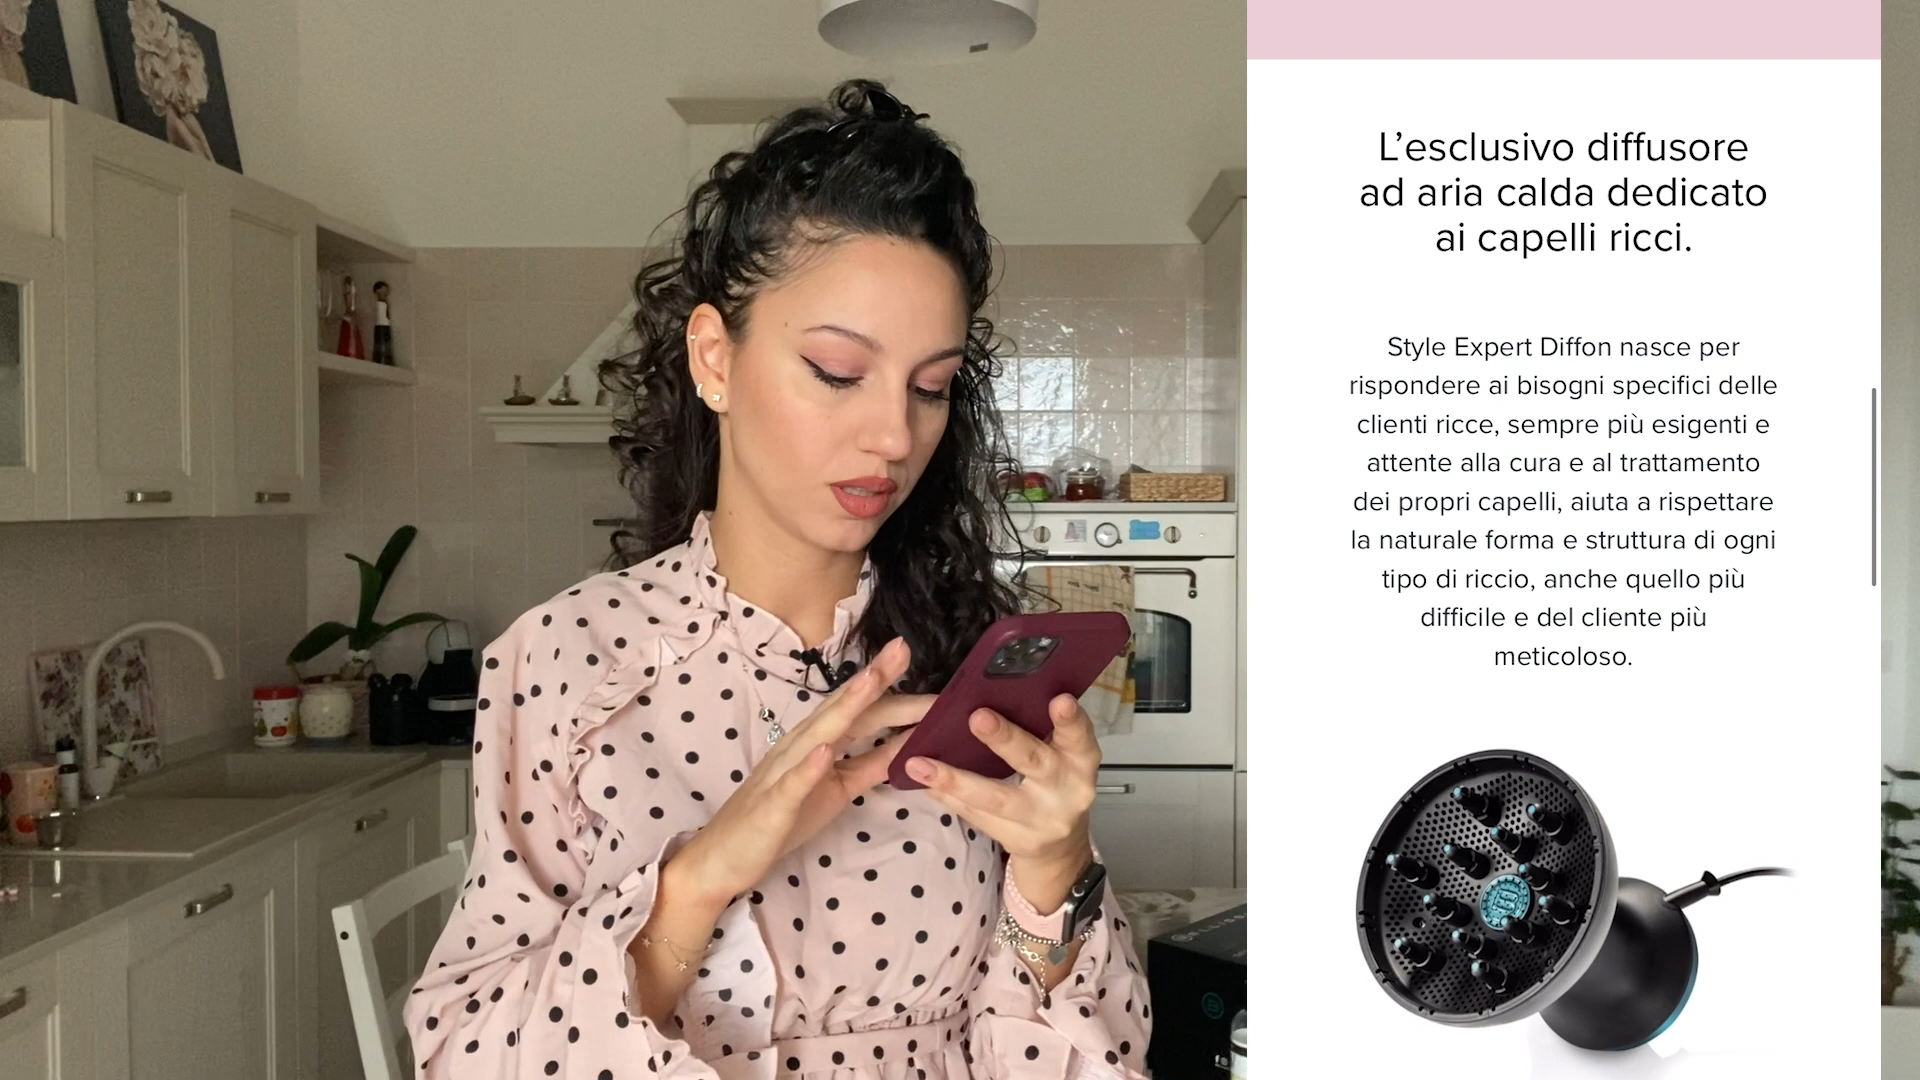 L’esclusivo diffusore
ad aria calda dedicato
ai capelli ricci.
Style Expert Diffon nasce per
rispondere ai bisogni specifici delle
clienti ricce, sempre più esigenti e
attente alla cura e al trattamento
dei propri capelli, aiuta a rispettare
la naturale forma e struttura di ogni
tipo di riccio, anche quello più
difficile e del cliente più
meticoloso.